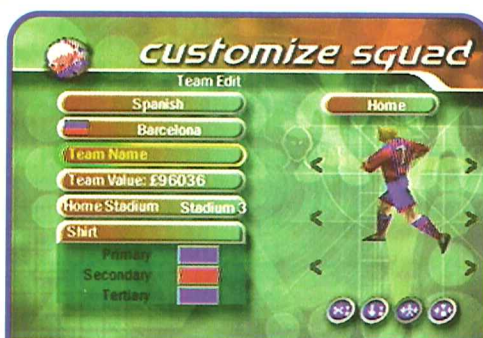 customize squad
Team Edit
Spanish
Home
Barcelona
Team Name
Team Value: £96036
Home Stadium Stadium 3
Shirt
Primary
Secondary
Tertiary
7